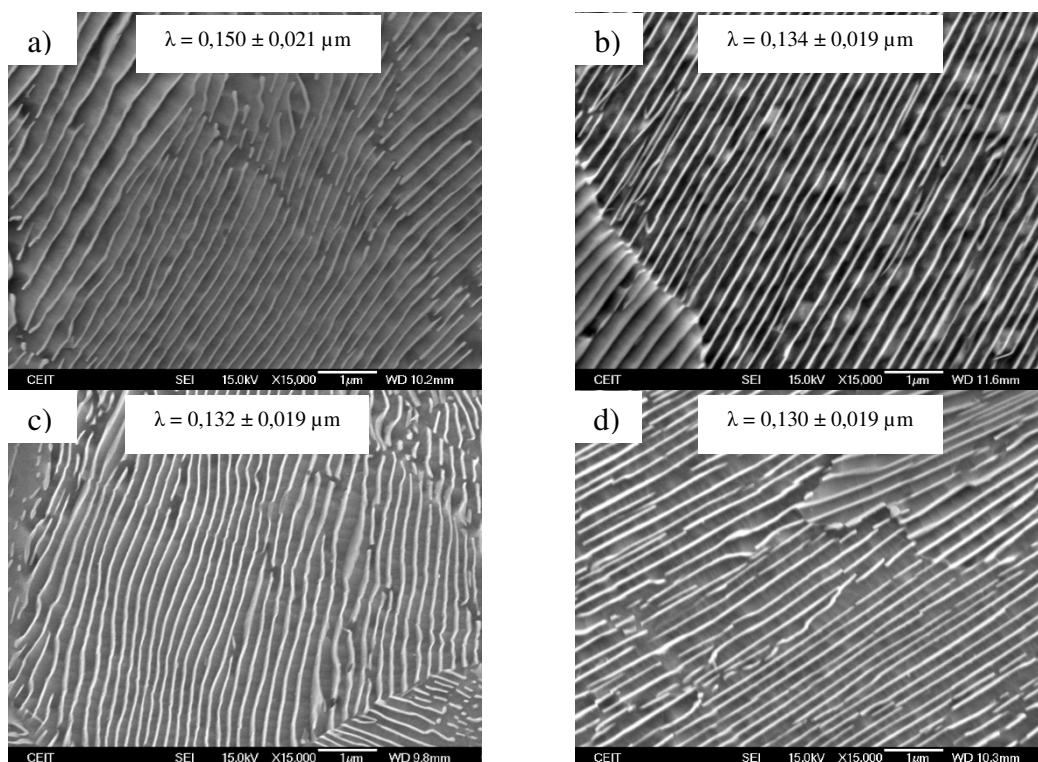 a)
λ = 0,150 ± 0,021 µm
b)
λ = 0,134 ± 0,019 µm
CEIT SEI 15.0kV X15,000 1µm WD 10.2mm
CEIT SEI 15.0kV X15,000 1µm WD 11.6mm
c)
λ = 0,132 ± 0,019 µm
d)
λ = 0,130 ± 0,019 µm
CEIT SEI 15.0kV X15,000 1µm WD 9.8mm
CEIT SEI 15.0kV X15,000 1µm WD 10.3mm